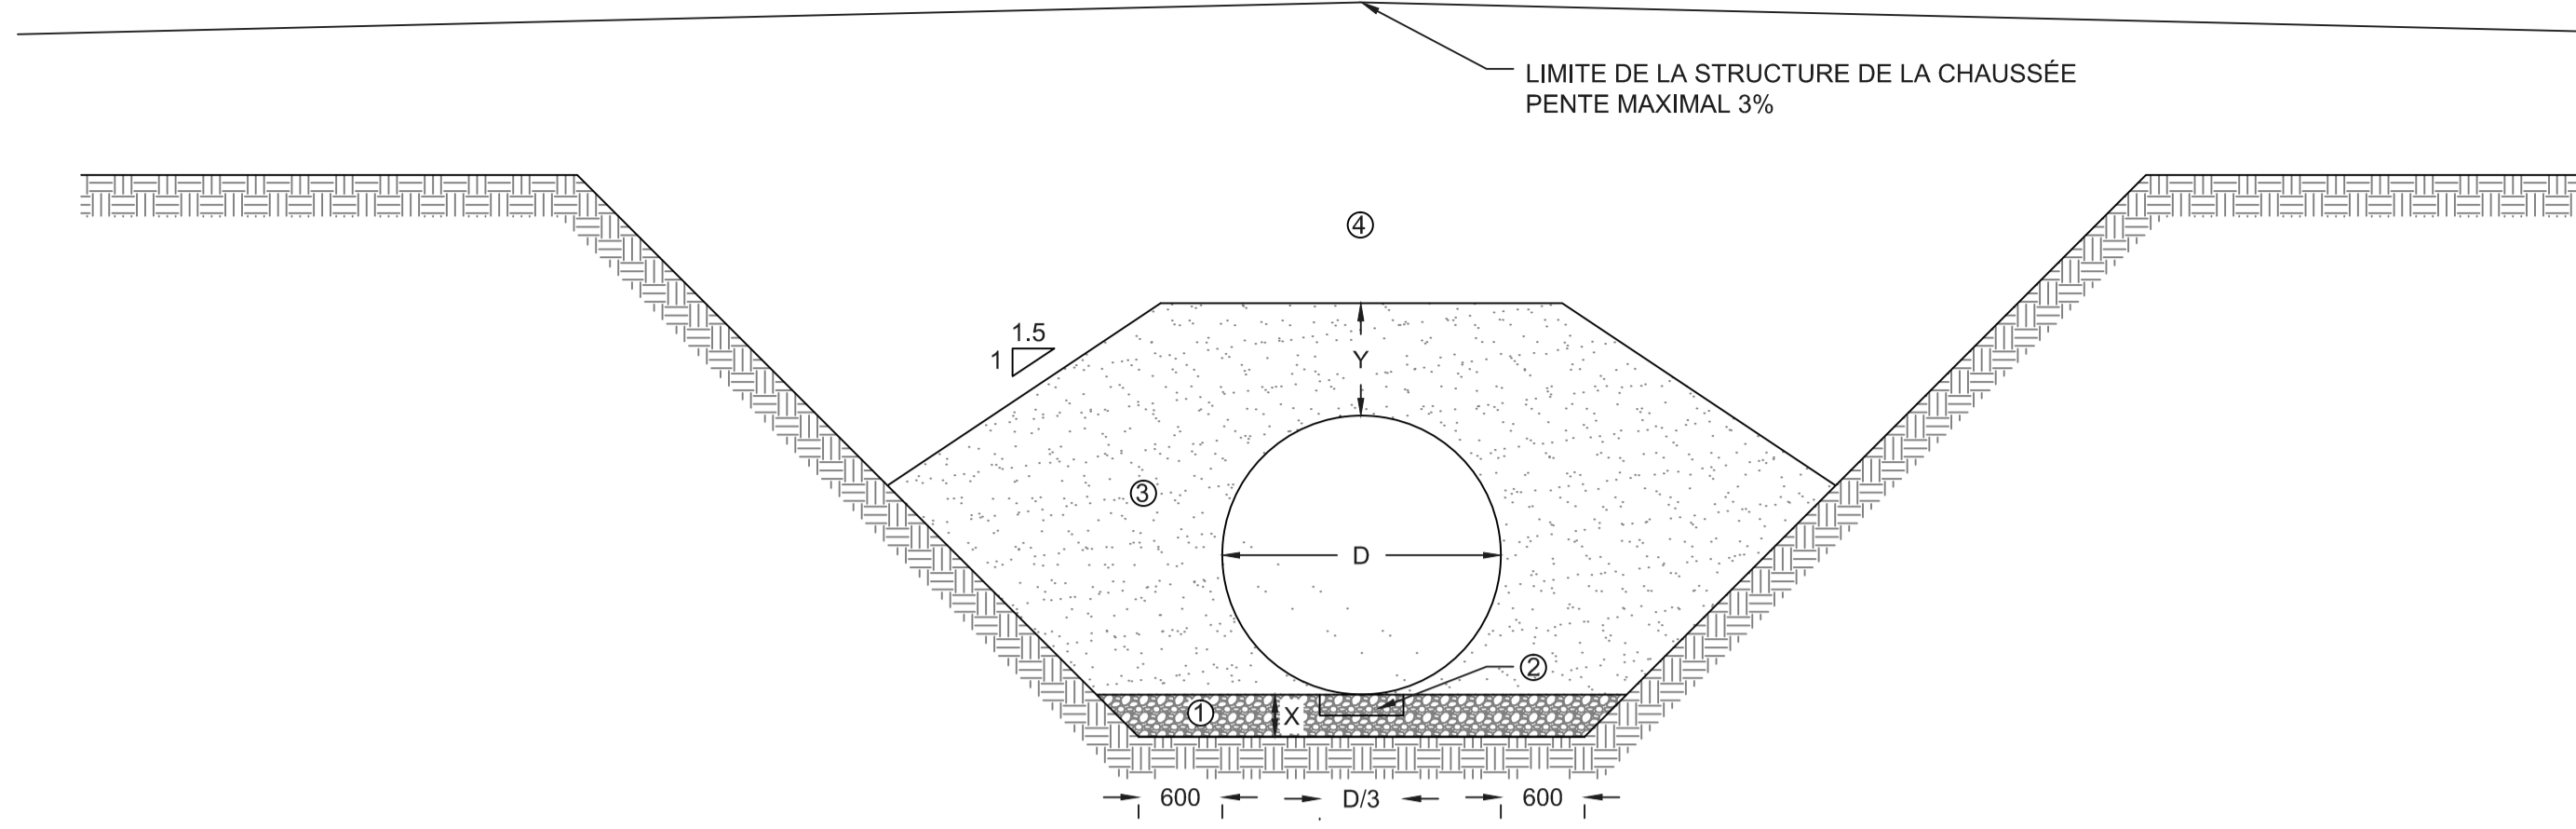 LIMITE DE LA STRUCTURE DE LA CHAUSSÉE
PENTE MAXIMAL 3%
4
1.5
1
Y
3
D
2
1
X
600
D/3
600